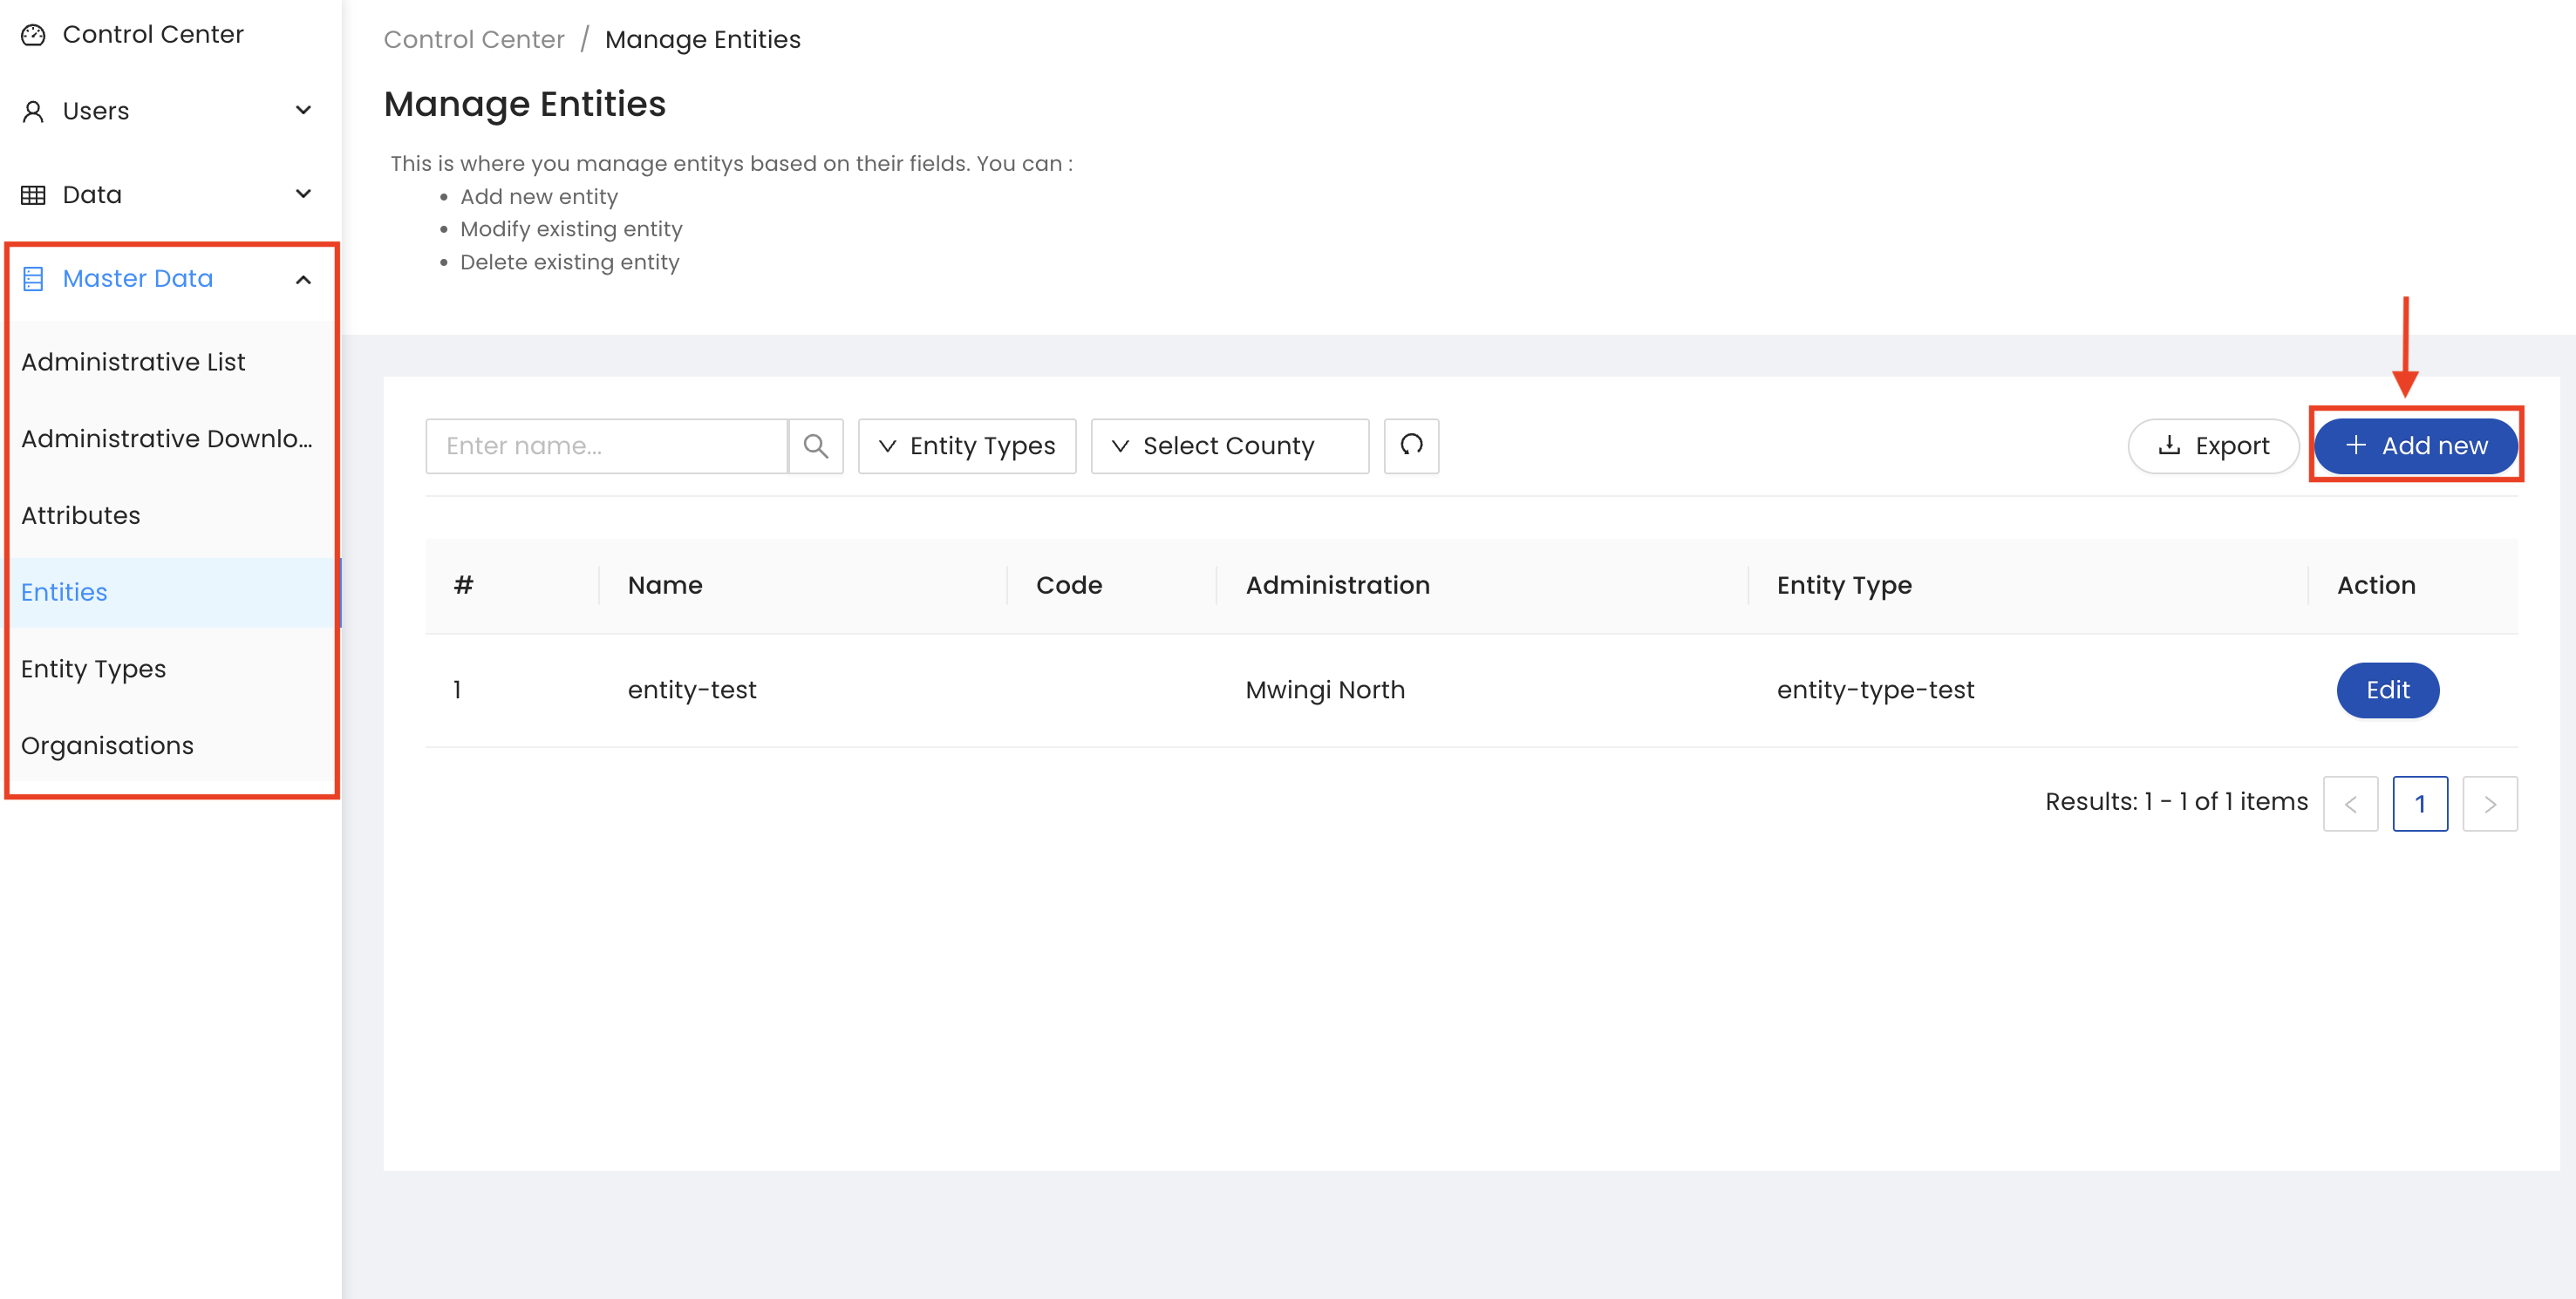 Control Center
Users
Data
Master Data
Administrative List
Administrative Downlo...
Attributes
Entities
Entity Types
Organisations
Control Center / Manage Entities
Manage Entities
This is where you manage entitys based on their fields. You can :
• Add new entity
• Modify existing entity
• Delete existing entity
Enter name... Entity Types Select County Export + Add new
# Name Code Administration Entity Type Action
1 entity-test Mwingi North entity-type-test Edit
Results: 1 - 1 of 1 items < 1 >